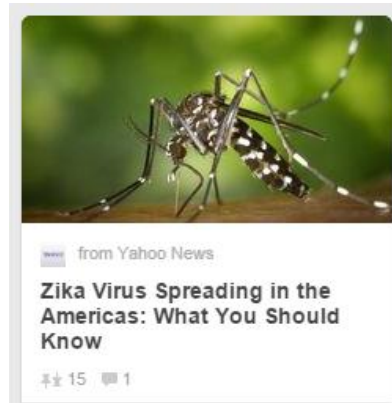 from Yahoo News
Zika Virus Spreading in the
Americas: What You Should
Know
15 1